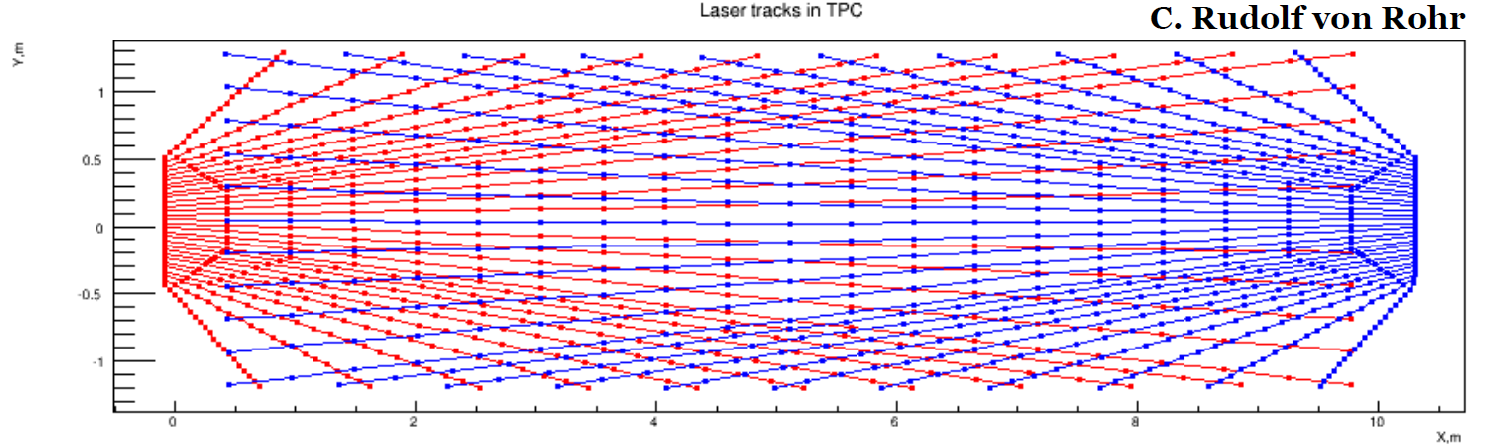 Laser tracks in TPC
C. Rudolf von Rohr
Y,m
1
0.5
0
-0.5
-1
0 2 4 6 8 10
X,m